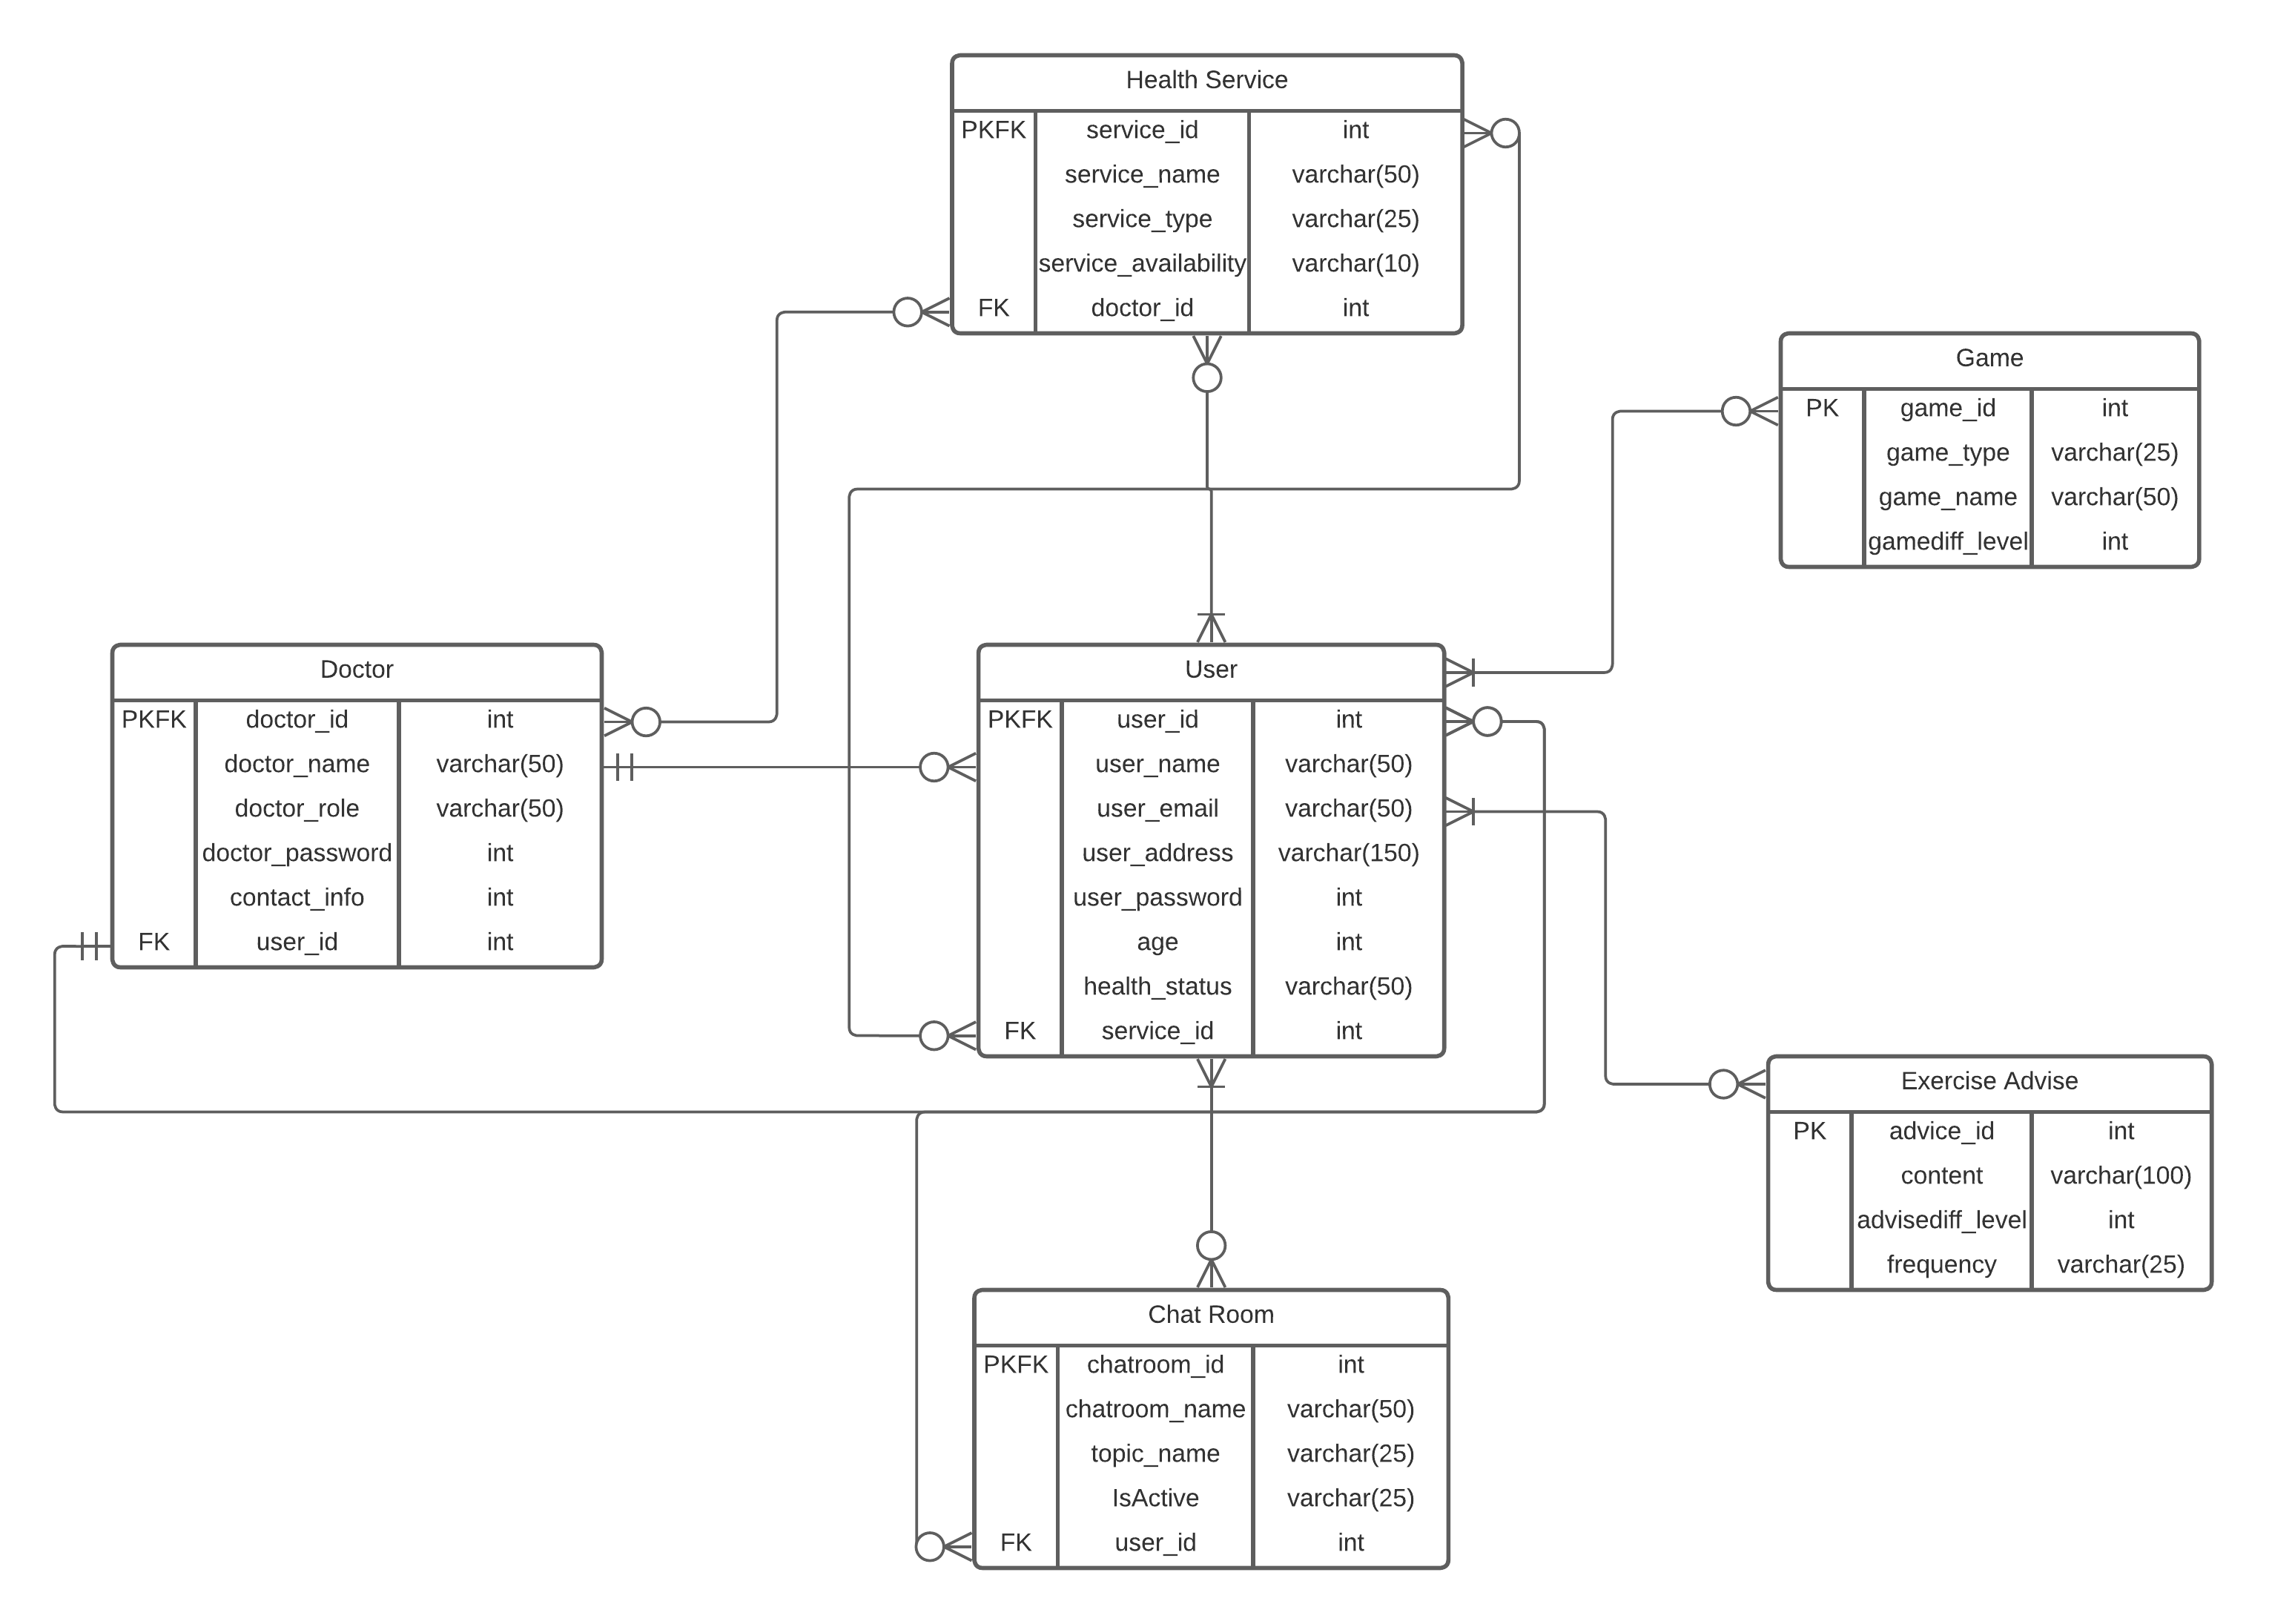 Health Service
PKFK service_id int
service_name varchar(50)
service_type varchar(25)
service_availability varchar(10)
FK doctor_id int
Game
PK game_id int
game_type varchar(25)
game_name varchar(50)
gamediff_level int
Doctor
PKFK doctor_id int
doctor_name varchar(50)
doctor_role varchar(50)
doctor_password int
contact_info int
FK user_id int
User
PKFK user_id int
user_name varchar(50)
user_email varchar(50)
user_address varchar(150)
user_password int
age int
health_status varchar(50)
FK service_id int
Exercise Advise
PK advice_id int
content varchar(100)
advisediff_level int
frequency varchar(25)
Chat Room
PKFK chatroom_id int
chatroom_name varchar(50)
topic_name varchar(25)
IsActive varchar(25)
FK user_id int